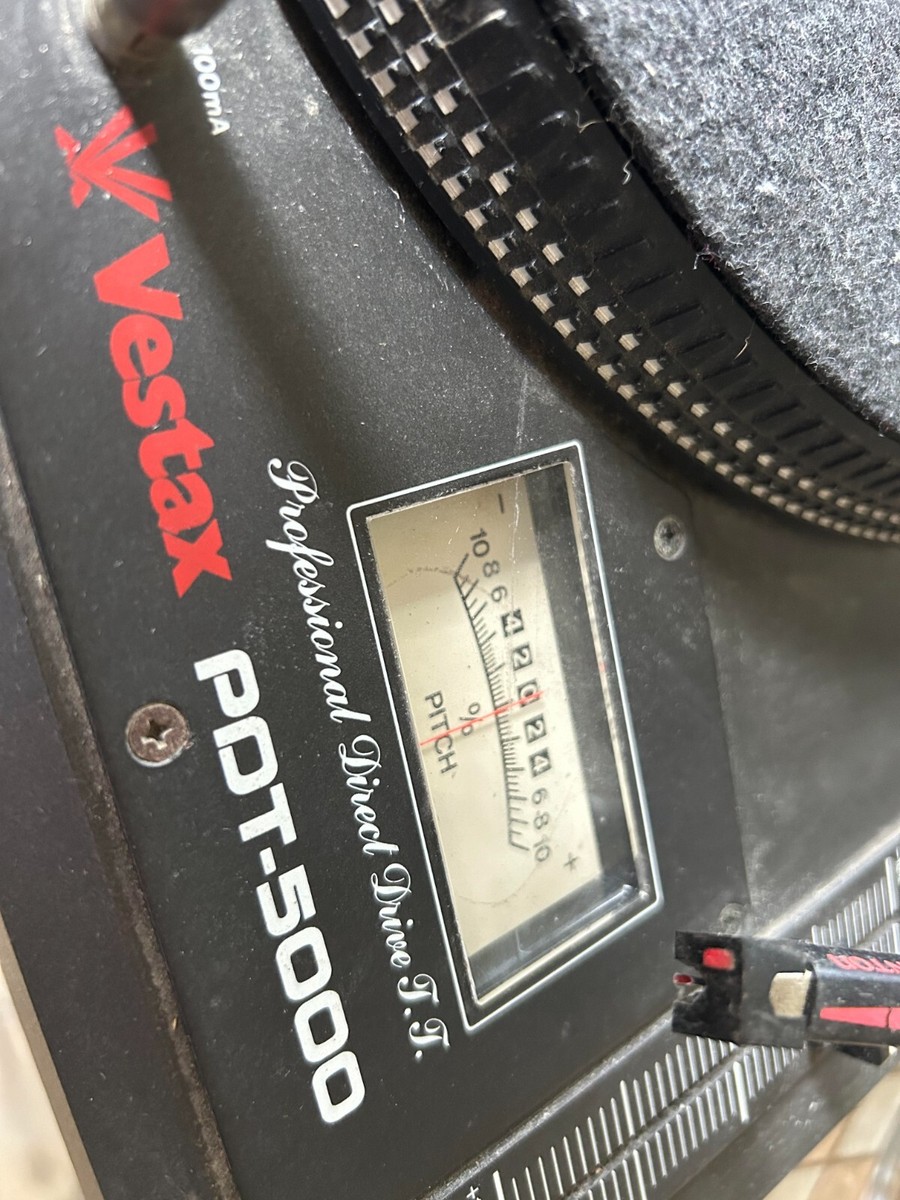 100mA
Vestax
PDT-5000
Professional Direct Drive T.T.
− +
10 8 6 4 2 0 2 4 6 8 10
%
PITCH